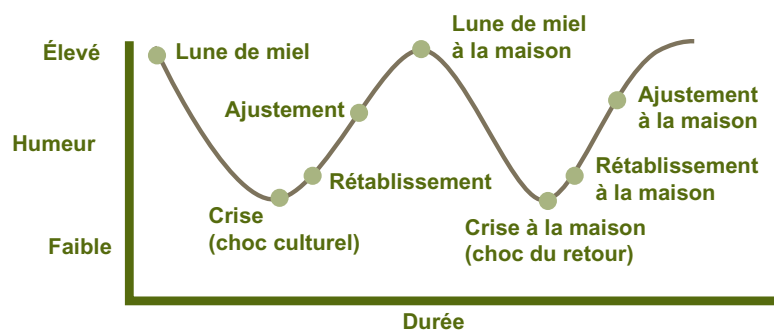 Élevé
Lune de miel
Lune de miel
à la maison
Ajustement
Ajustement
à la maison
Humeur
Rétablissement
Rétablissement
à la maison
Crise
(choc culturel)
Crise à la maison
(choc du retour)
Faible
Durée